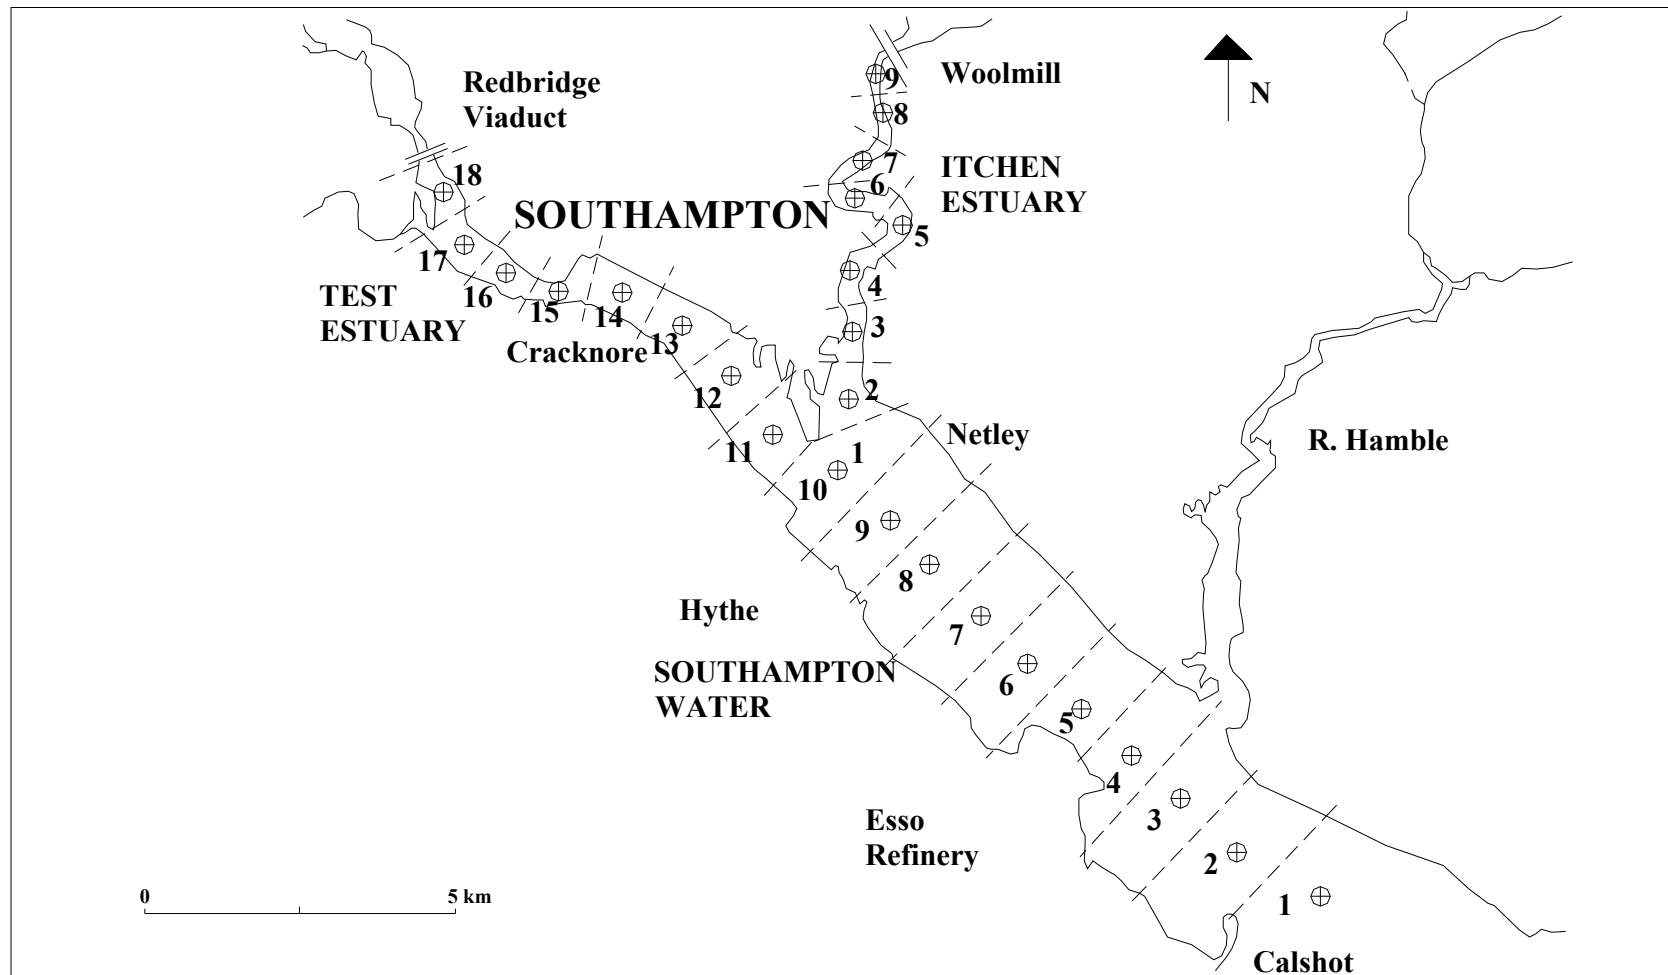 Redbridge
Viaduct
Woolmill
N
9
8
7
6
ITCHEN
ESTUARY
18
SOUTHAMPTON
5
17
16
15
14
4
TEST
ESTUARY
3
Cracknore
13
12
2
Netley
R. Hamble
11
1
10
9
8
Hythe
7
SOUTHAMPTON
WATER
6
5
4
Esso
Refinery
3
2
0
5 km
1
Calshot